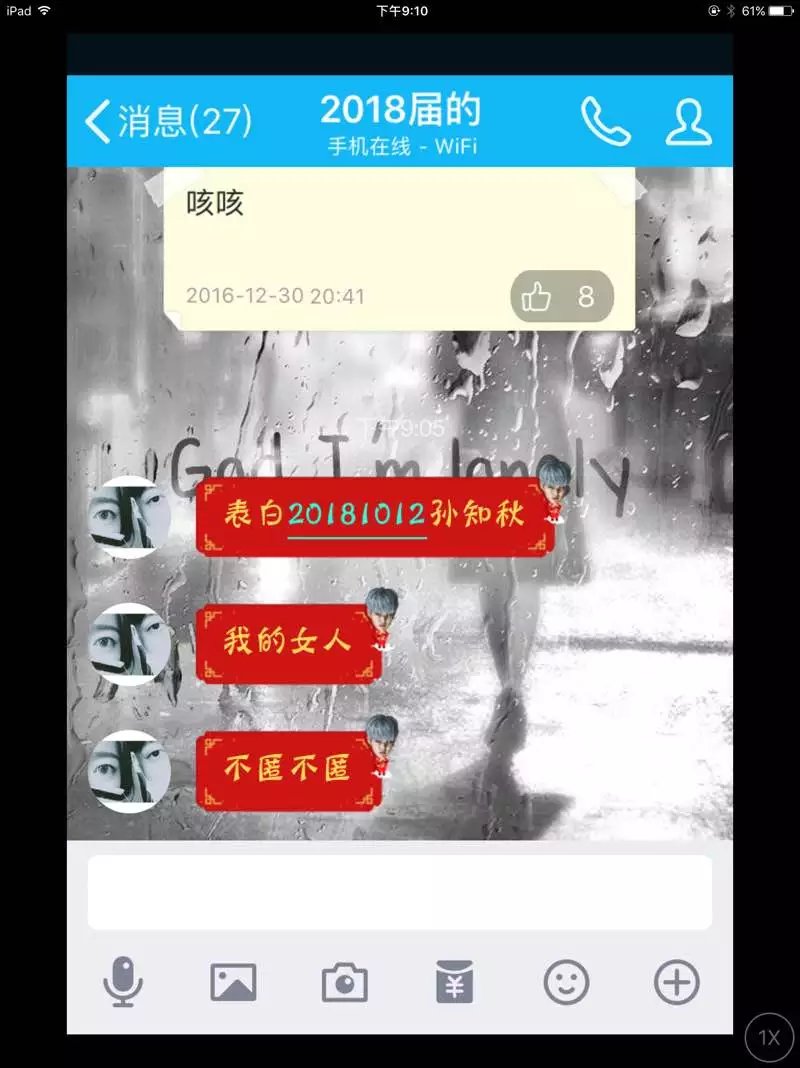 iPad 下午9:10 61%
消息(27) 2018届的
手机在线 - WiFi
咳咳
2016-12-30 20:41 8
下午9:05
God, I'm lonely
表白20181012孙知秋
我的女人
不匿不匿
1X